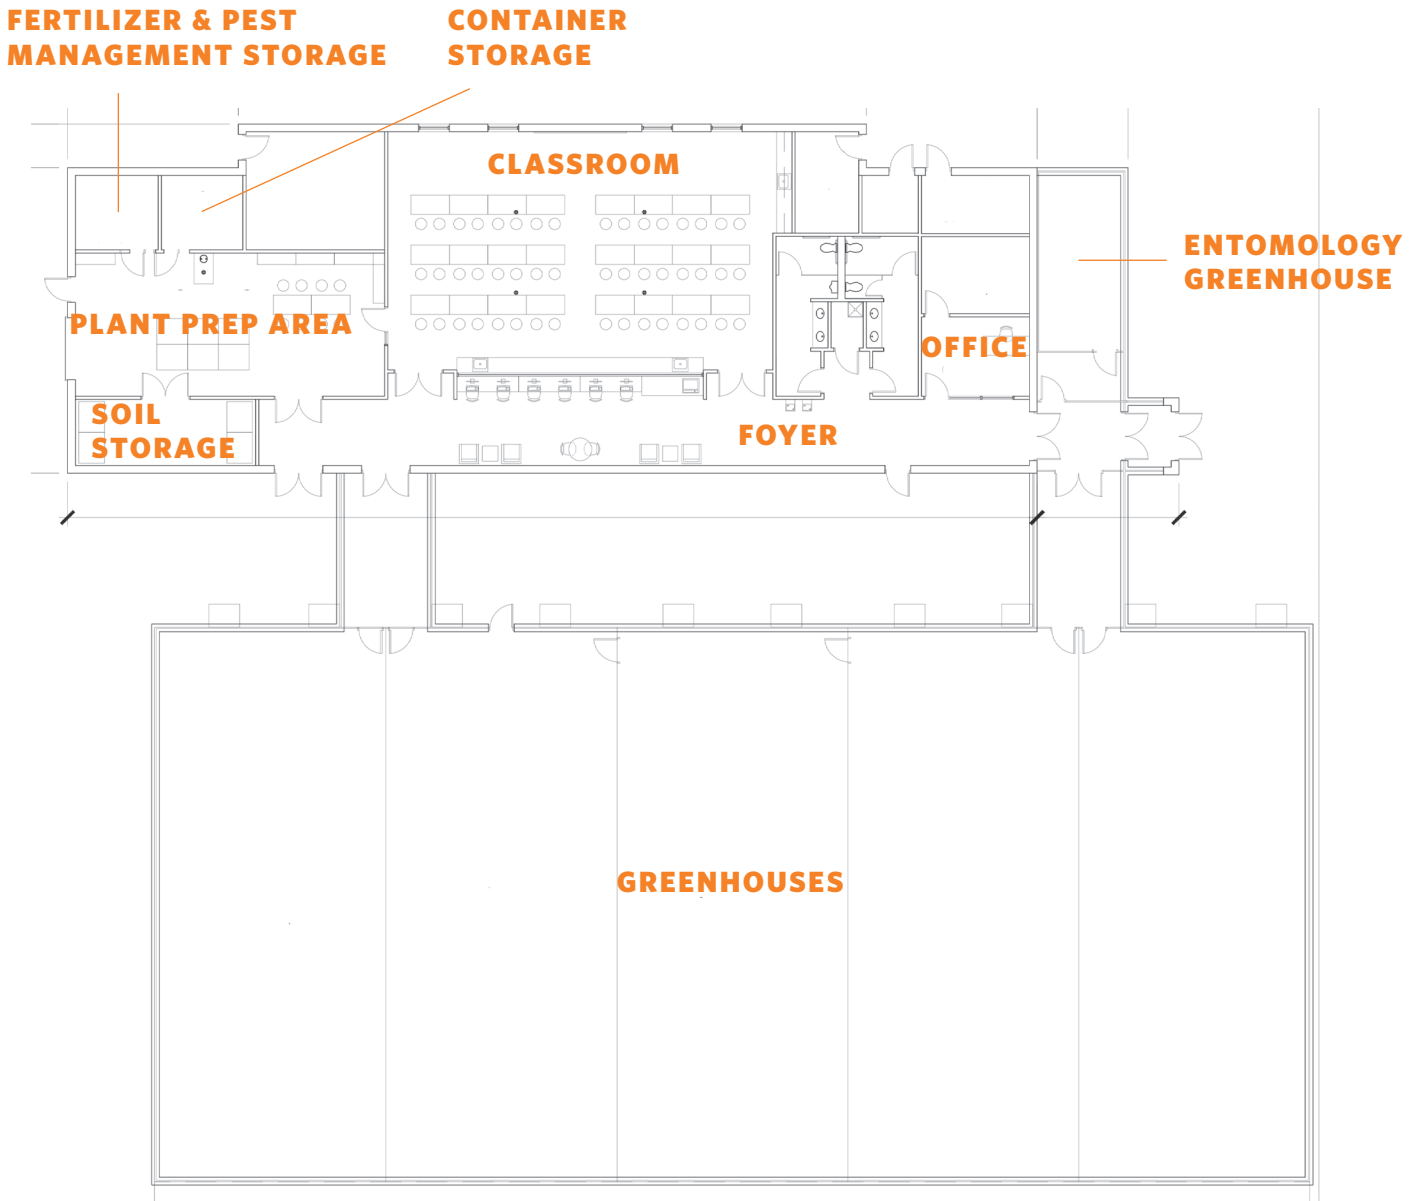 FERTILIZER & PEST
MANAGEMENT STORAGE
CONTAINER
STORAGE
CLASSROOM
ENTOMOLOGY
GREENHOUSE
PLANT PREP AREA
OFFICE
SOIL
STORAGE
FOYER
GREENHOUSES